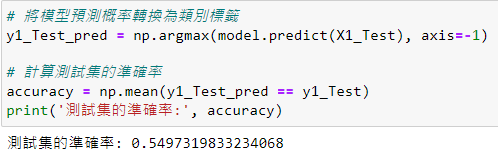 # 將模型預測概率轉換為類別標籤
y1_Test_pred = np.argmax(model.predict(X1_Test), axis=-1)
# 計算測試集的準確率
accuracy = np.mean(y1_Test_pred == y1_Test)
print('測試集的準確率:', accuracy)
測試集的準確率: 0.5497319833234068